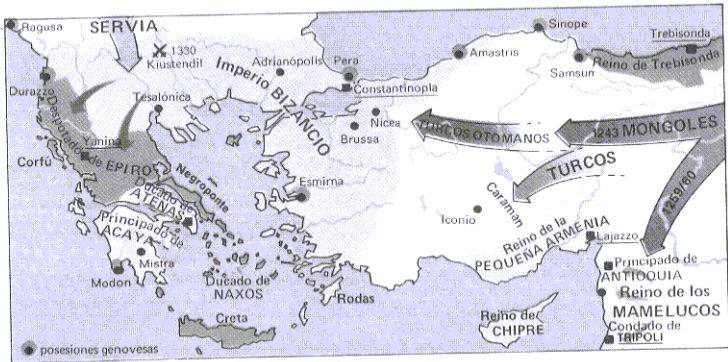 Ragusa
SERVIA
1330
Kiustendil
Durazzo
Tesalónica
Adrianópolis
Pera
Constantinopla
Imperio BIZANCIO
Nicea
Brussa
Amastris
Sinope
Samsun
Trebisonda
Reino de Trebisonda
TURCOS OTOMANOS
1243 MONGOLES
TURCOS
1259/60
Despotado de EPIRO
Yanina
Corfú
Negroponte
Ducado de
ATENAS
Principado de
ACAYA
Mistra
Modon
Esmirna
Iconio
Caraman
Reino de la
PEQUEÑA ARMENIA
Lajazzo
Principado de
ANTIOQUIA
Reino de los
MAMELUCOS
Condado de
TRIPOLI
Ducado de
NAXOS
Rodas
Creta
Reino de
CHIPRE
posesiones genovesas